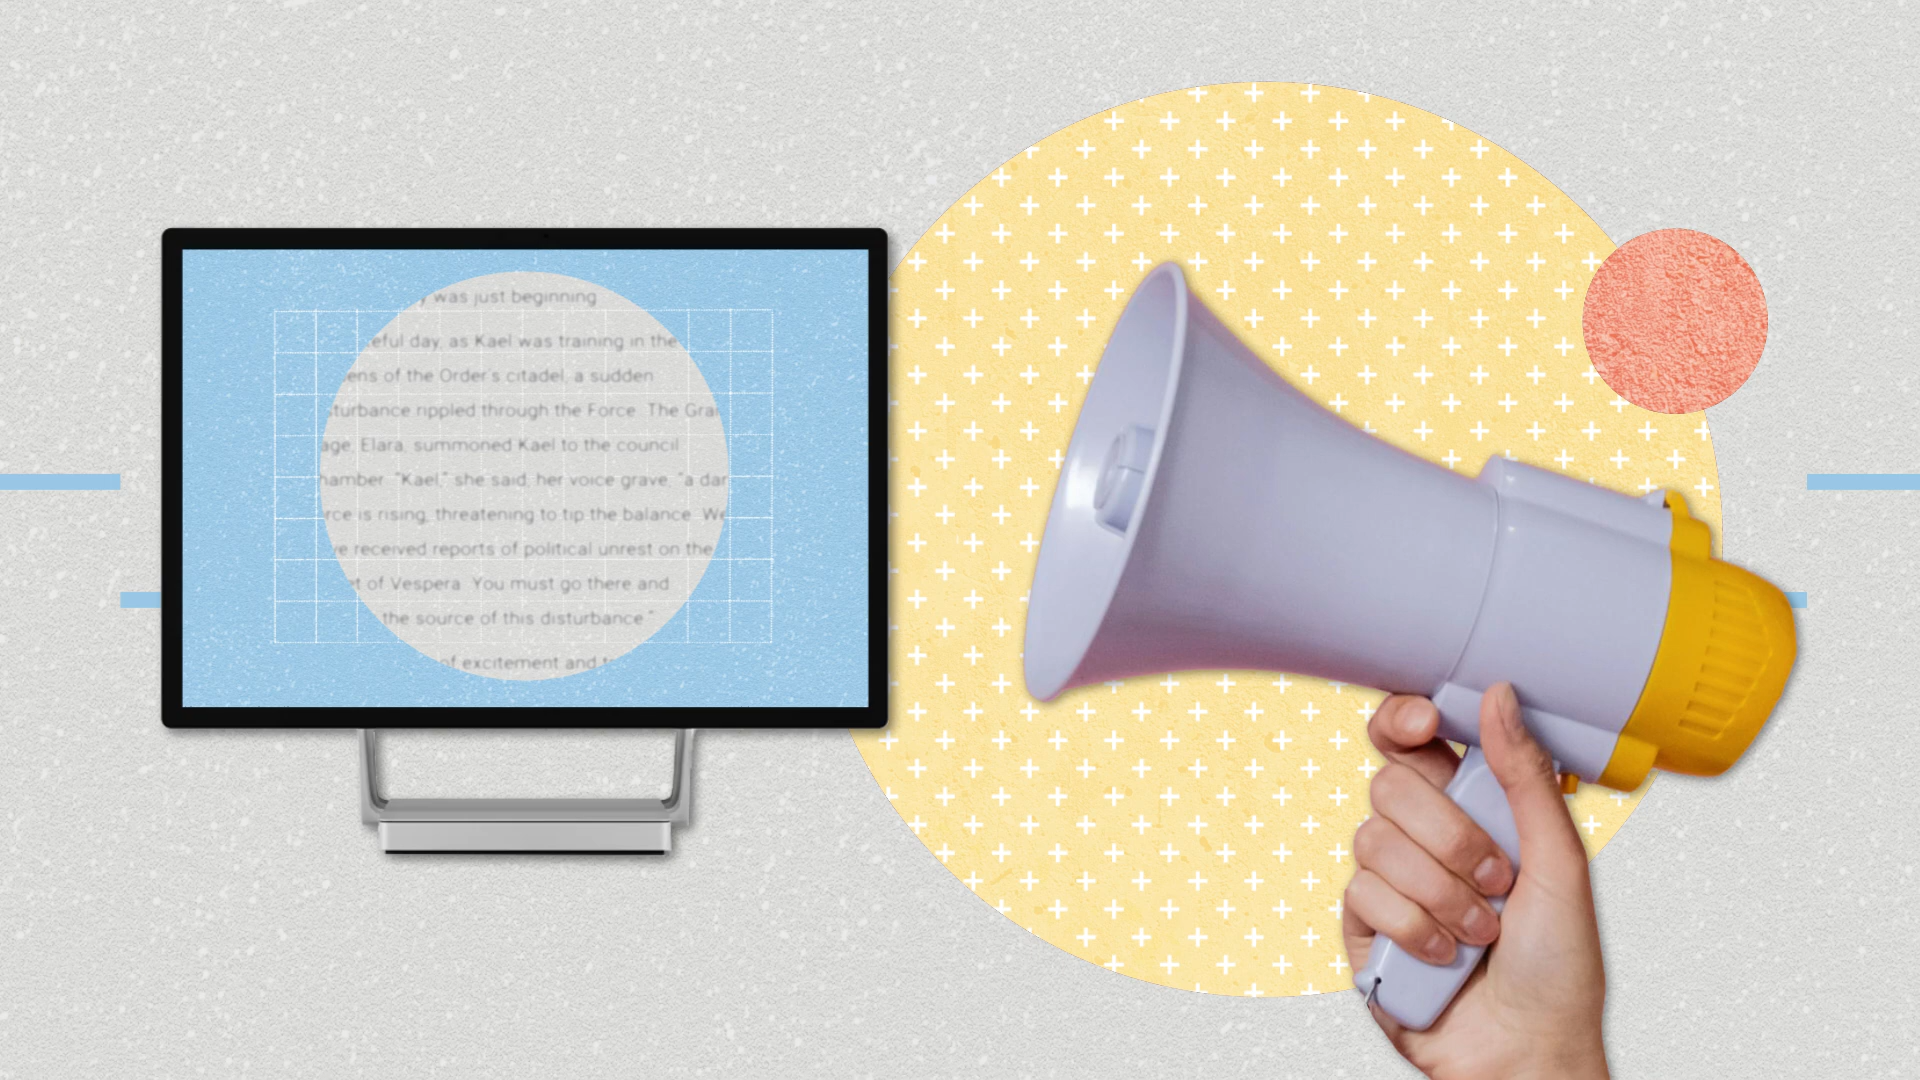 was just beginning
day, as Kael was training in the
of the Order's citadel, a sudden
rippled through the Force. The
Elara, summoned Kael to the council
"Kael," she said, her voice grave, "a
is rising, threatening to tip the balance. We
received reports of political unrest on the
of Vespera. You must go there and
the source of this disturbance."
of excitement and